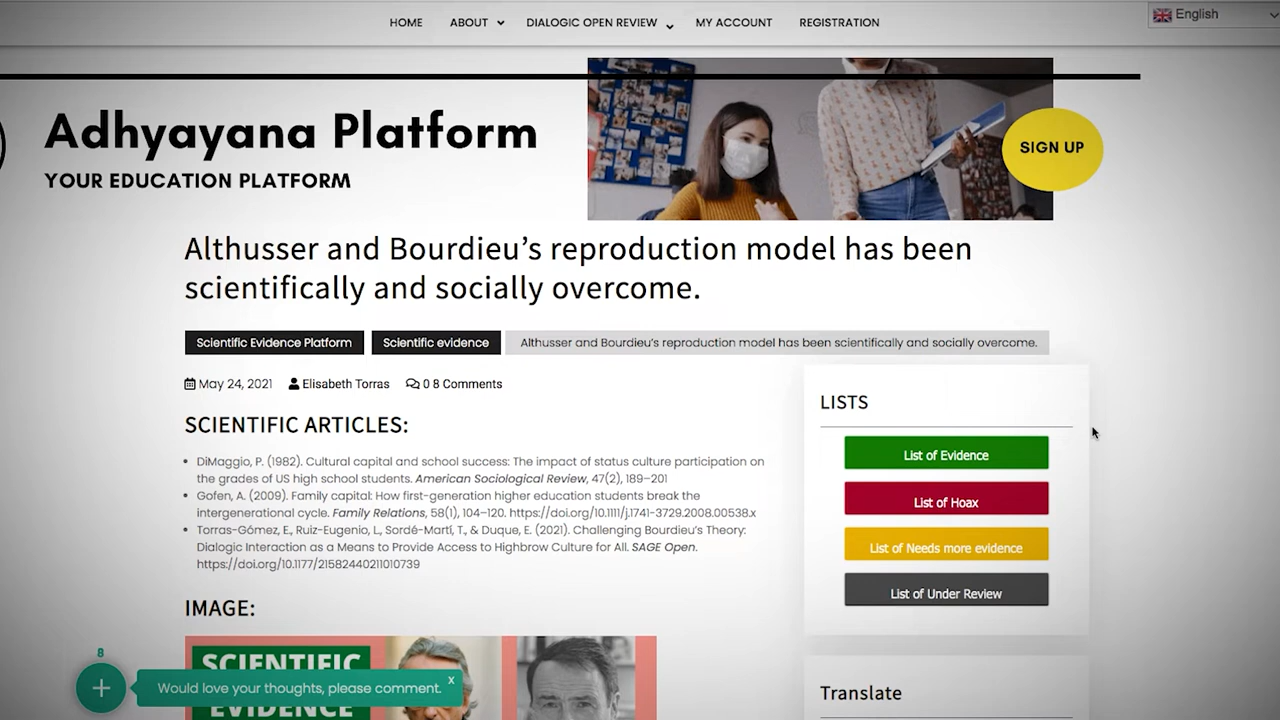 HOME ABOUT DIALOGIC OPEN REVIEW MY ACCOUNT REGISTRATION
English
Adhyayana Platform
YOUR EDUCATION PLATFORM
SIGN UP
Althusser and Bourdieu's reproduction model has been
scientifically and socially overcome.
Scientific Evidence Platform Scientific evidence Althusser and Bourdieu's reproduction model has been scientifically and socially overcome.
May 24, 2021 Elisabeth Torras 0 8 Comments
SCIENTIFIC ARTICLES:
• DiMaggio, P. (1982). Cultural capital and school success: The impact of status culture participation on
the grades of US high school students. American Sociological Review, 47(2), 189–201
• Gofen, A. (2009). Family capital: How first-generation higher education students break the
intergenerational cycle. Family Relations, 58(1), 104–120. https://doi.org/10.1111/j.1741-3729.2008.00538.x
• Torras-Gómez, E., Ruiz-Eugenio, L., Sordé-Martí, T., & Duque, E. (2021). Challenging Bourdieu's Theory:
Dialogic Interaction as a Means to Provide Access to Highbrow Culture for All. SAGE Open.
https://doi.org/10.1177/21582440211010739
IMAGE:
SCIENTIFIC
EVIDENCE
LISTS
List of Evidence
List of Hoax
List of Needs more evidence
List of Under Review
Translate
8
+
Would love your thoughts, please comment. x